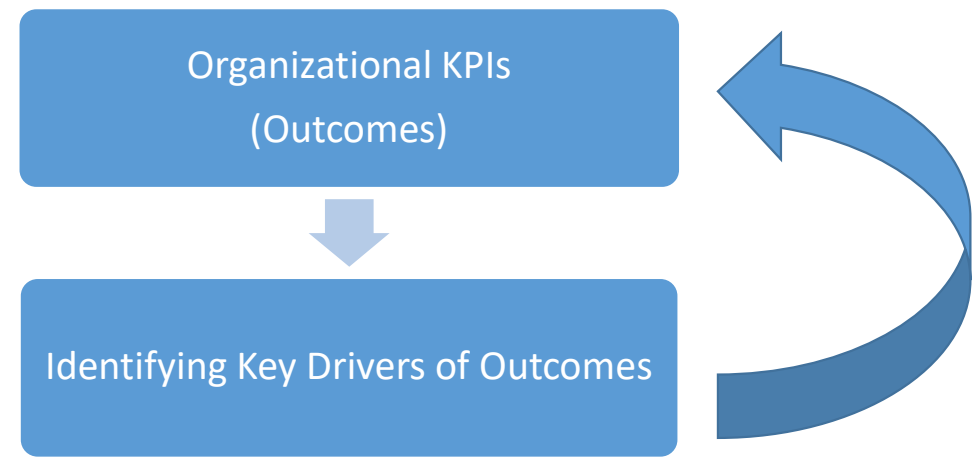 Organizational KPIs
(Outcomes)
Identifying Key Drivers of Outcomes